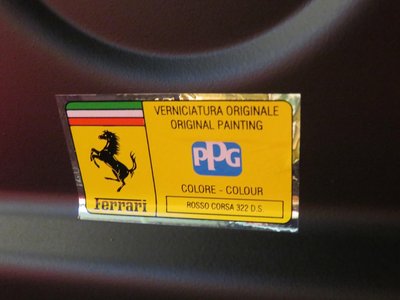 VERNICIATURA ORIGINALE
ORIGINAL PAINTING
PPG
COLORE - COLOUR
ROSSO CORSA 322 D.S
Ferrari